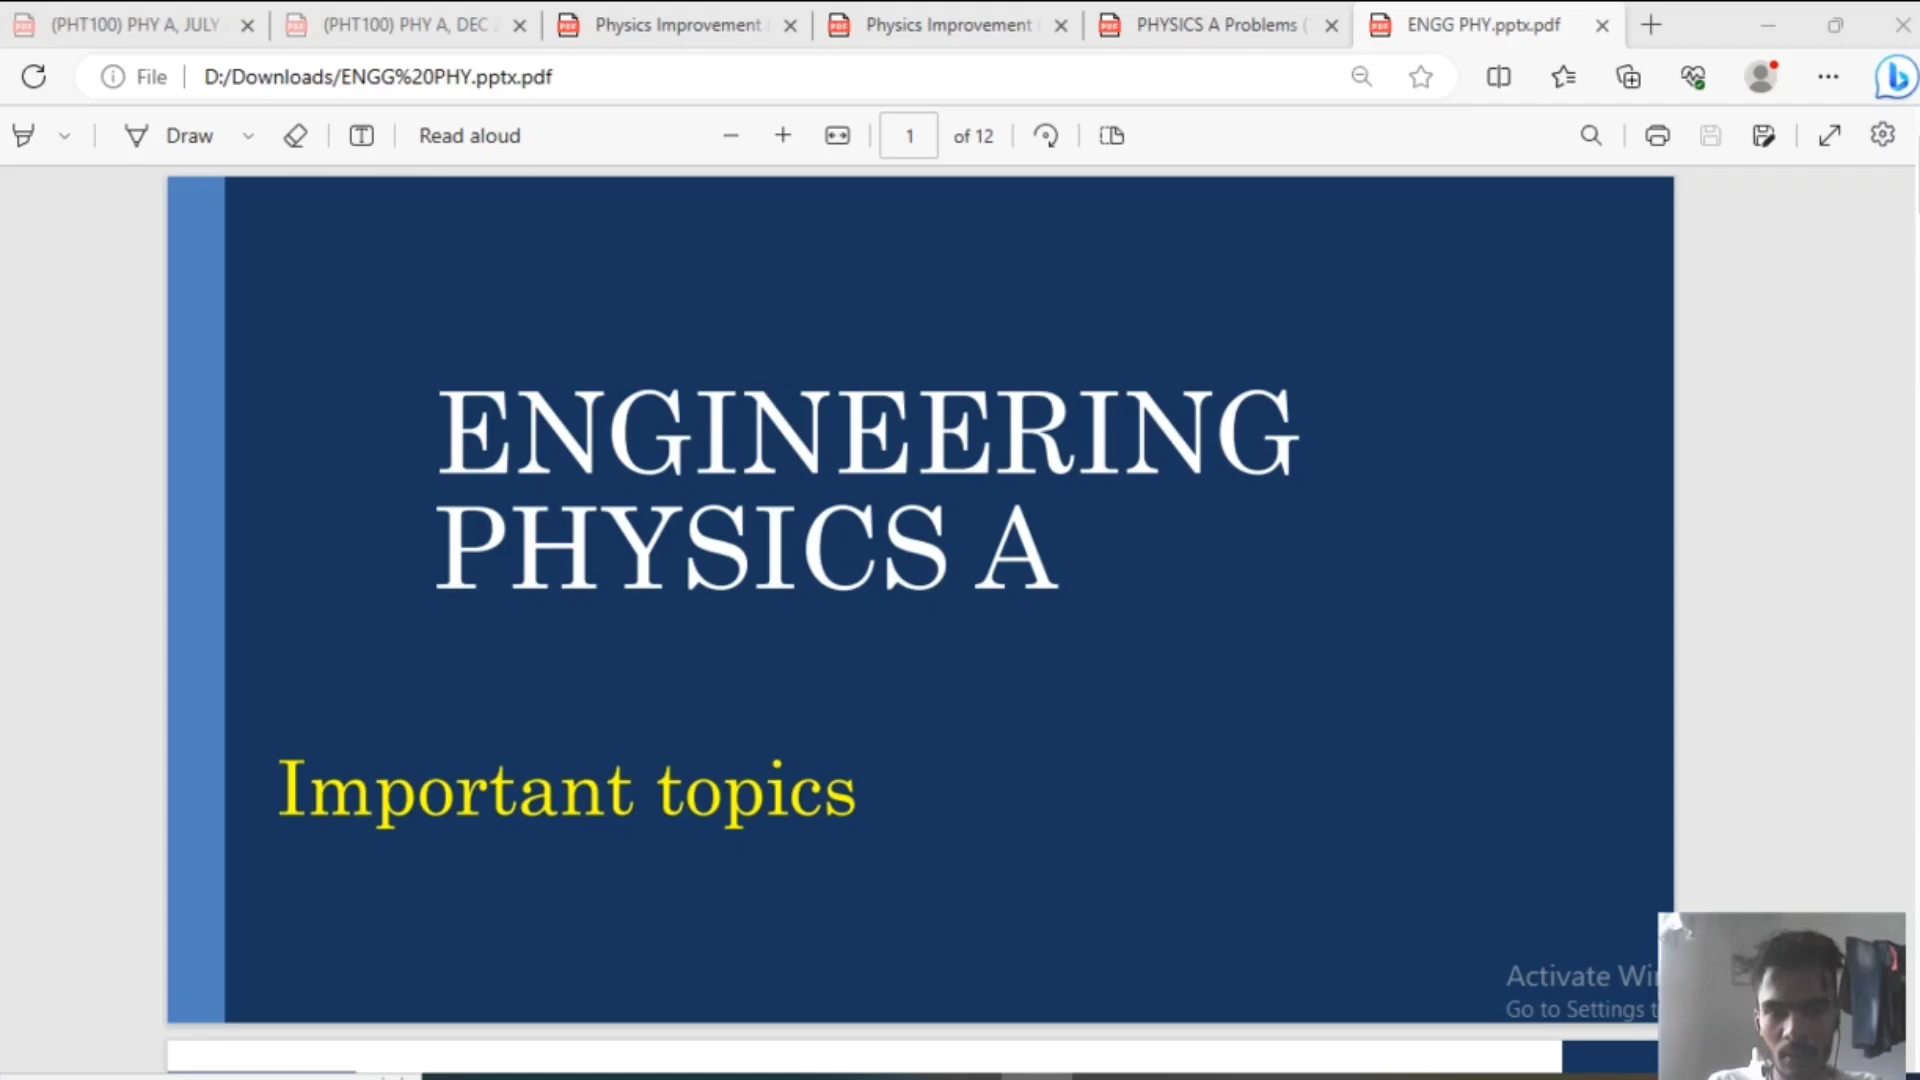 (PHT100) PHY A, JULY
(PHT100) PHY A, DEC 2
Physics Improvement
Physics Improvement
PHYSICS A Problems (
ENGG PHY.pptx.pdf
File
D:/Downloads/ENGG%20PHY.pptx.pdf
Draw
Read aloud
1
of 12
ENGINEERING
PHYSICS A
Important topics
Activate Wi
Go to Settings t